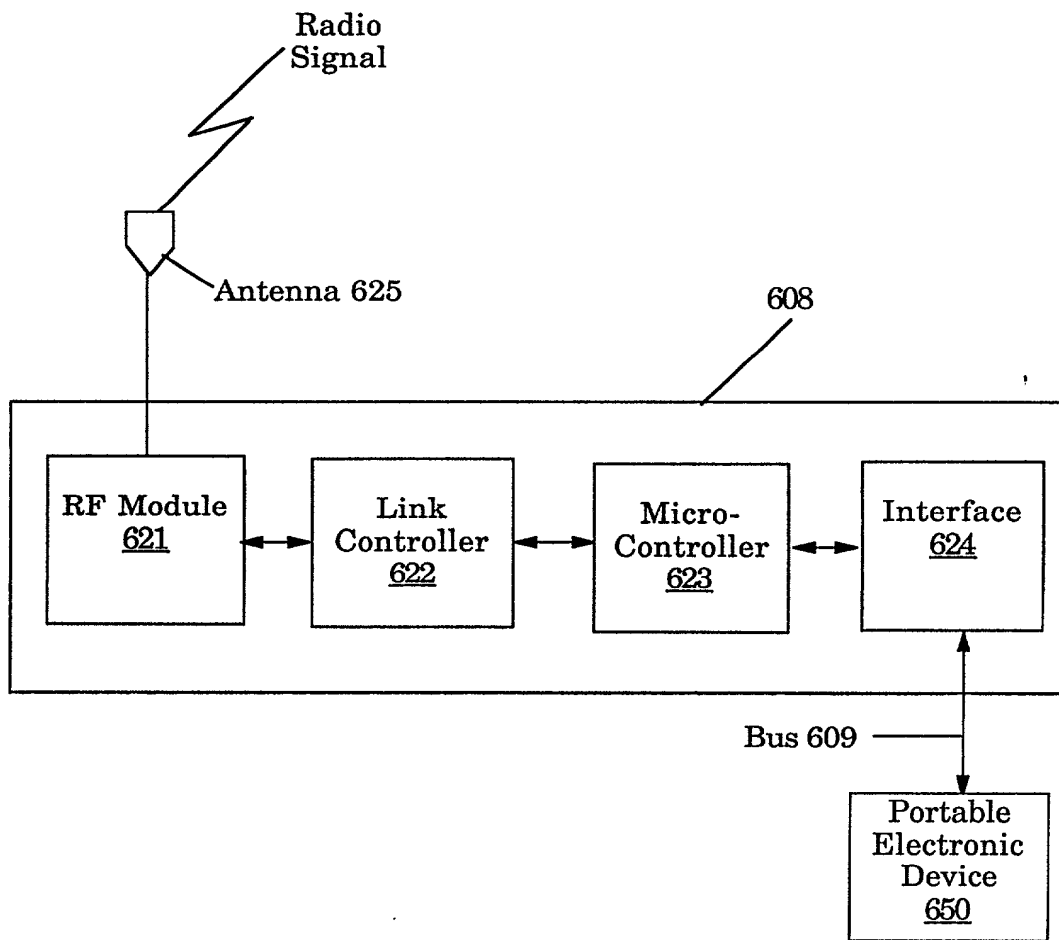 Radio
Signal
Antenna 625
608
RF Module
621
Link
Controller
622
Micro-
Controller
623
Interface
624
Bus 609
Portable
Electronic
Device
650